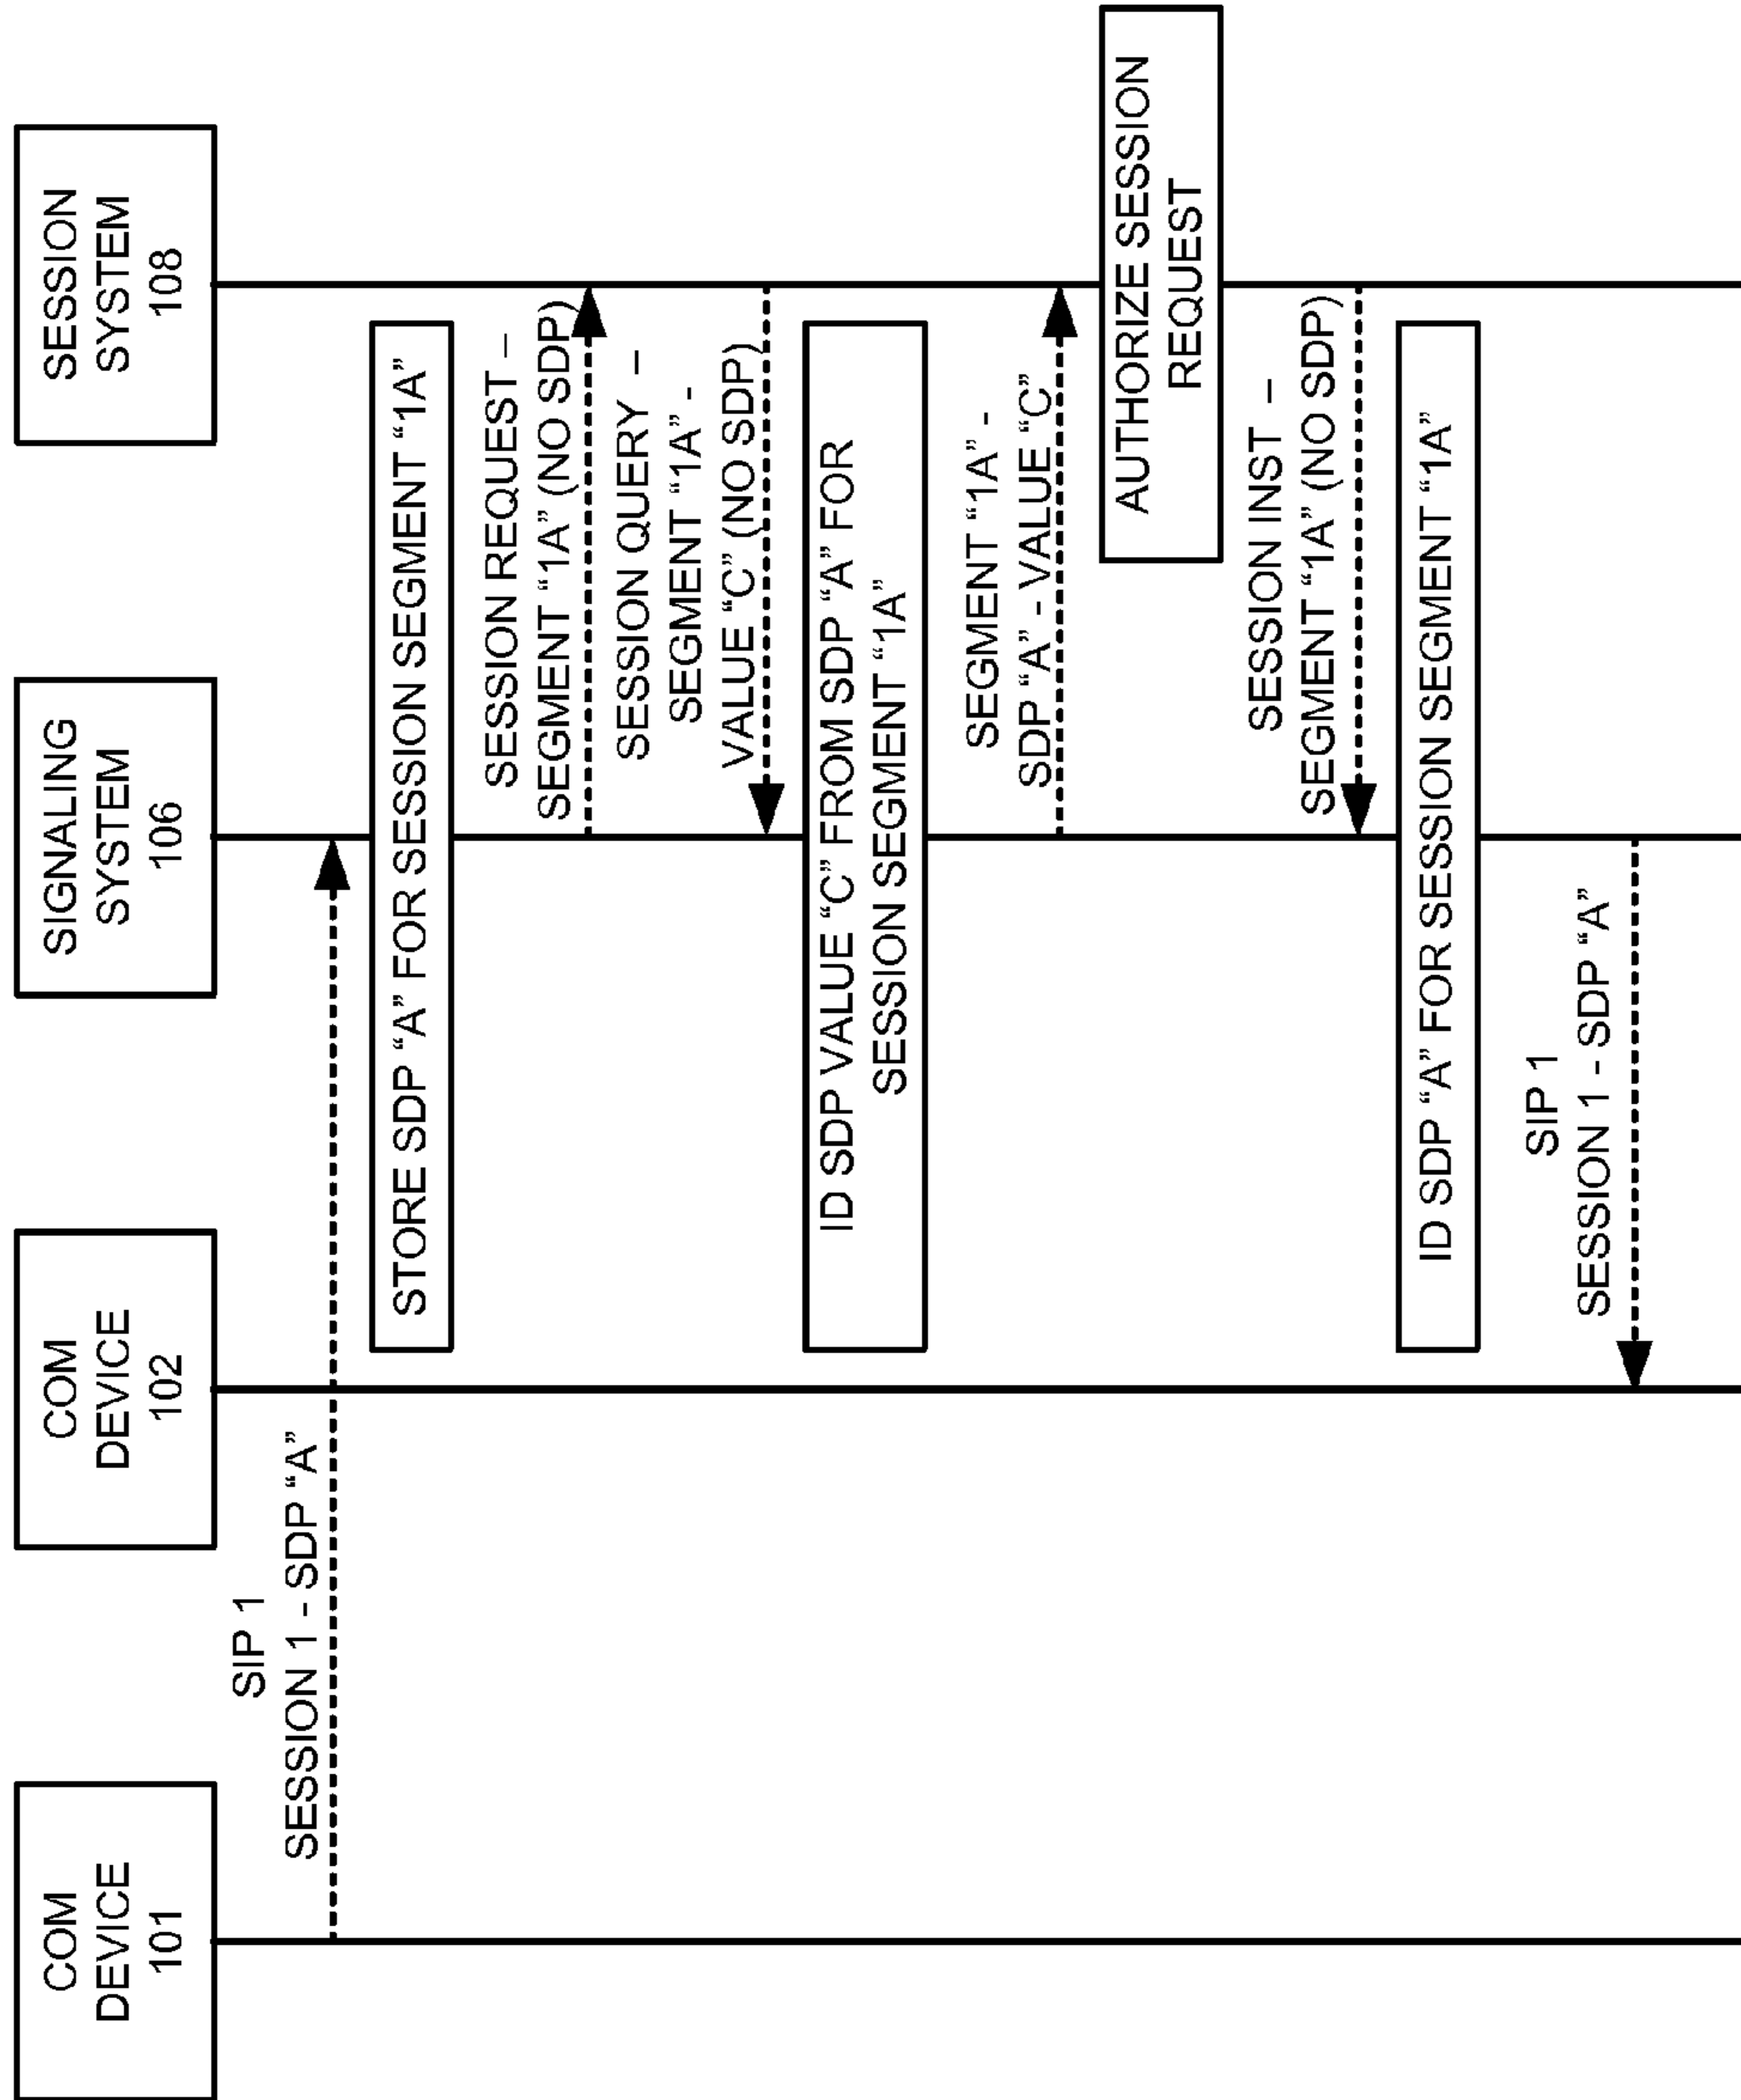 COM
DEVICE
101
COM
DEVICE
102
SIGNALING
SYSTEM
106
SESSION
SYSTEM
108
SIP 1
SESSION 1 - SDP “A”
STORE SDP “A” FOR SESSION SEGMENT “1A”
SESSION REQUEST –
SEGMENT “1A” (NO SDP)
SESSION QUERY –
SEGMENT “1A” -
VALUE “C” (NO SDP)
ID SDP VALUE “C” FROM SDP “A” FOR
SESSION SEGMENT “1A”
SEGMENT “1A” -
SDP “A” - VALUE “C”
AUTHORIZE SESSION
REQUEST
SESSION INST –
SEGMENT “1A” (NO SDP)
ID SDP “A” FOR SESSION SEGMENT “1A”
SIP 1
SESSION 1 - SDP “A”